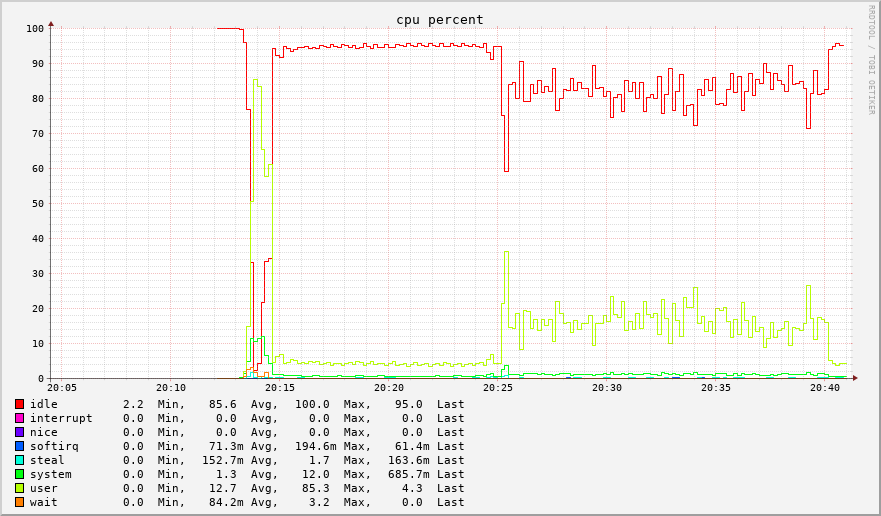 cpu percent
RRDTOOL / TOBI OETIKER
100
90
80
70
60
50
40
30
20
10
0
20:05 20:10 20:15 20:20 20:25 20:30 20:35 20:40
idle 2.2 Min, 85.6 Avg, 100.0 Max, 95.0 Last
interrupt 0.0 Min, 0.0 Avg, 0.0 Max, 0.0 Last
nice 0.0 Min, 0.0 Avg, 0.0 Max, 0.0 Last
softirq 0.0 Min, 71.3m Avg, 194.6m Max, 61.4m Last
steal 0.0 Min, 152.7m Avg, 1.7 Max, 163.6m Last
system 0.0 Min, 1.3 Avg, 12.0 Max, 685.7m Last
user 0.0 Min, 12.7 Avg, 85.3 Max, 4.3 Last
wait 0.0 Min, 84.2m Avg, 3.2 Max, 0.0 Last